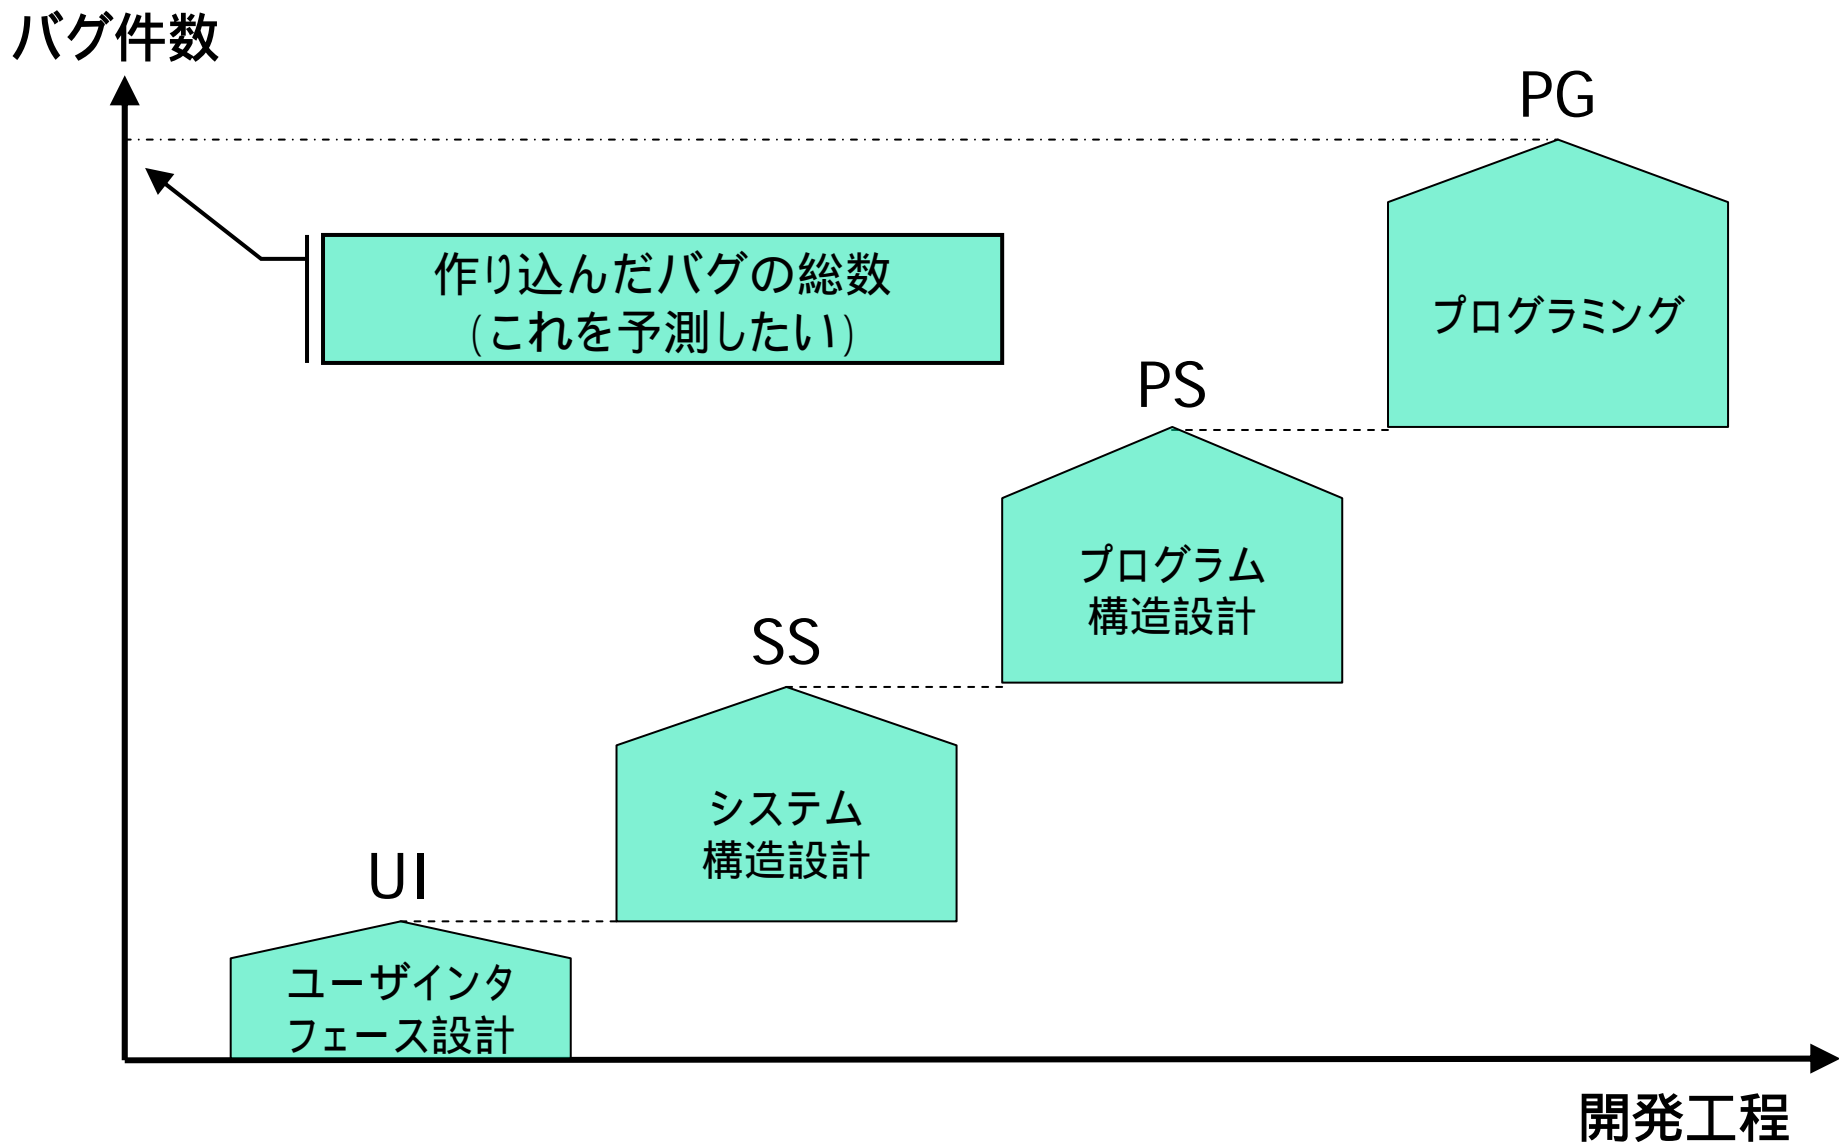 バグ件数
PG
作り込んだバグの総数
(これを予測したい)
プログラミング
PS
プログラム
構造設計
SS
システム
構造設計
UI
ユーザインタ
フェース設計
開発工程